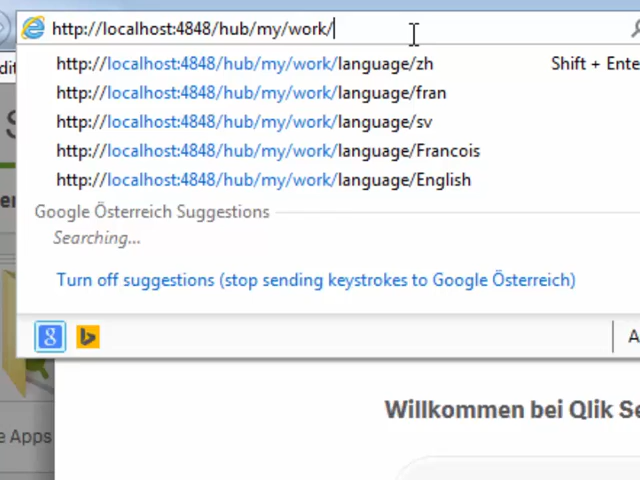 http://localhost:4848/hub/my/work/
http://localhost:4848/hub/my/work/language/zh Shift + Ente
http://localhost:4848/hub/my/work/language/fran
http://localhost:4848/hub/my/work/language/sv
http://localhost:4848/hub/my/work/language/Francois
http://localhost:4848/hub/my/work/language/English
Google Österreich Suggestions
Searching...
Turn off suggestions (stop sending keystrokes to Google Österreich)
A
Willkommen bei Qlik Se
e Apps